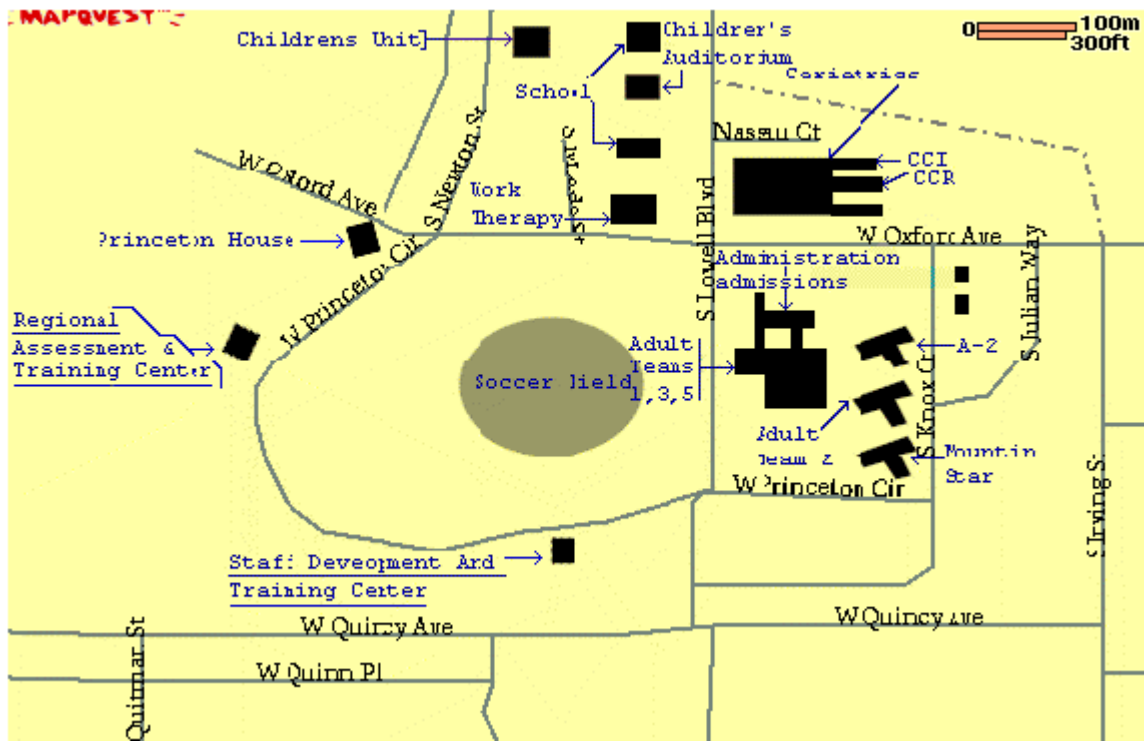 MAPQUEST
0 100m
300ft
Childrens Unit
Children's
Auditorium
School
Nassau Ct
CCI
CCR
W Oxford Ave
S Newton St
Work
Therapy
S Lowell Blvd
Princeton House
W Princeton Cir
W Oxford Ave
Administration
admissions
S Julian Way
Regional
Assessment &
Training Center
Soccer Field
Adult
Teams
1,3,5
A-2
S Knox Ct
Adult
Team 2
Mountin
Star
W Princeton Cir
S Irving St
Staff Deveopment And
Training Center
W Quincy Ave
W Quincy Ave
W Quinn Pl
Quitman St